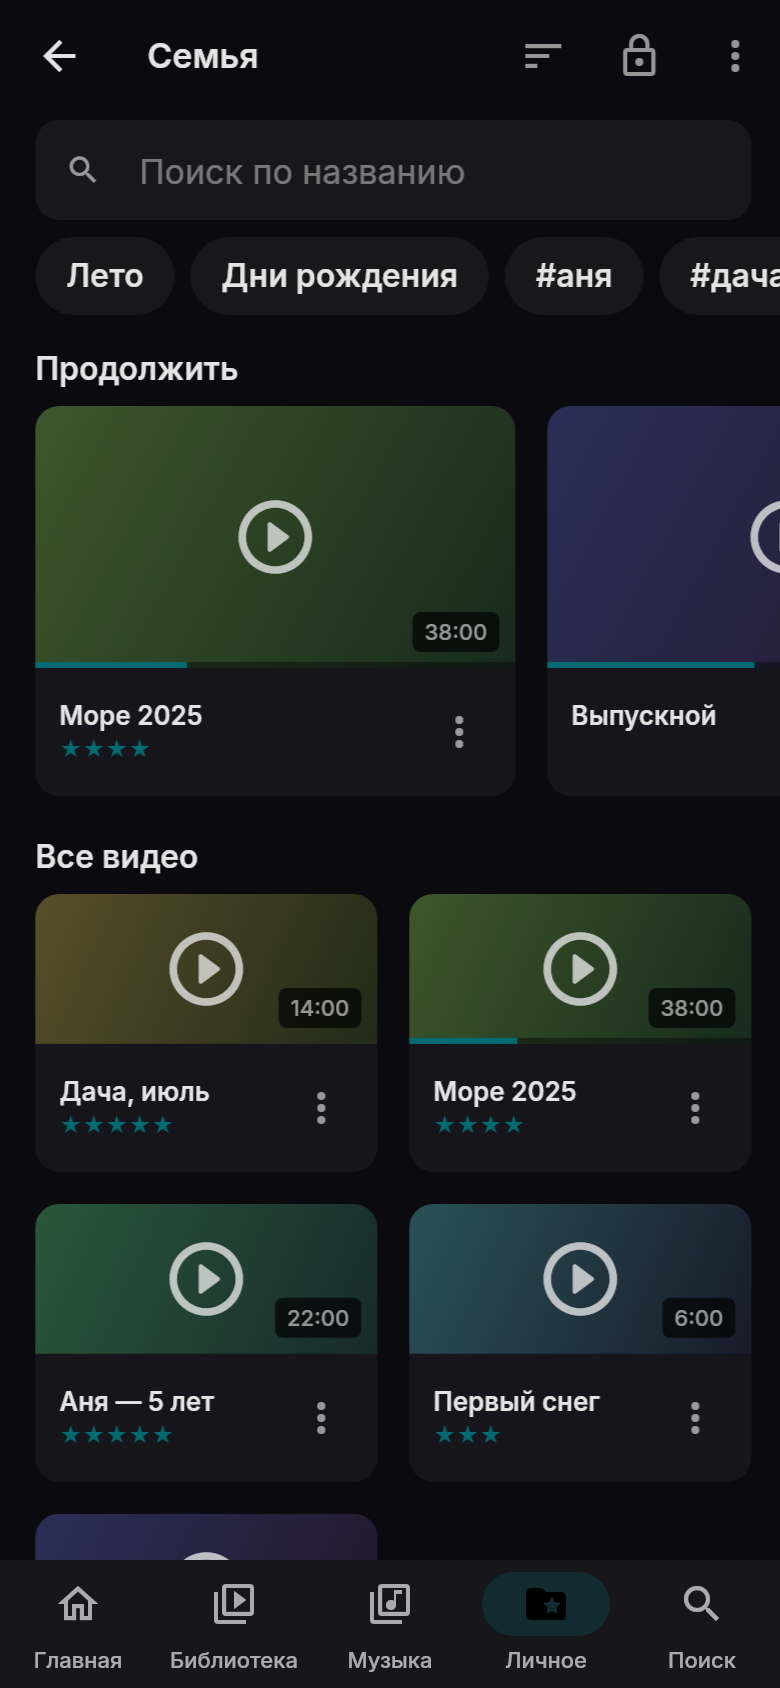 Семья
Поиск по названию
Лето
Дни рождения
#аня
#дача
Продолжить
38:00
Море 2025
★★★★
Выпускной
Все видео
14:00
38:00
Дача, июль
★★★★★
Море 2025
★★★★
22:00
6:00
Аня — 5 лет
★★★★★
Первый снег
★★★
Главная
Библиотека
Музыка
Личное
Поиск